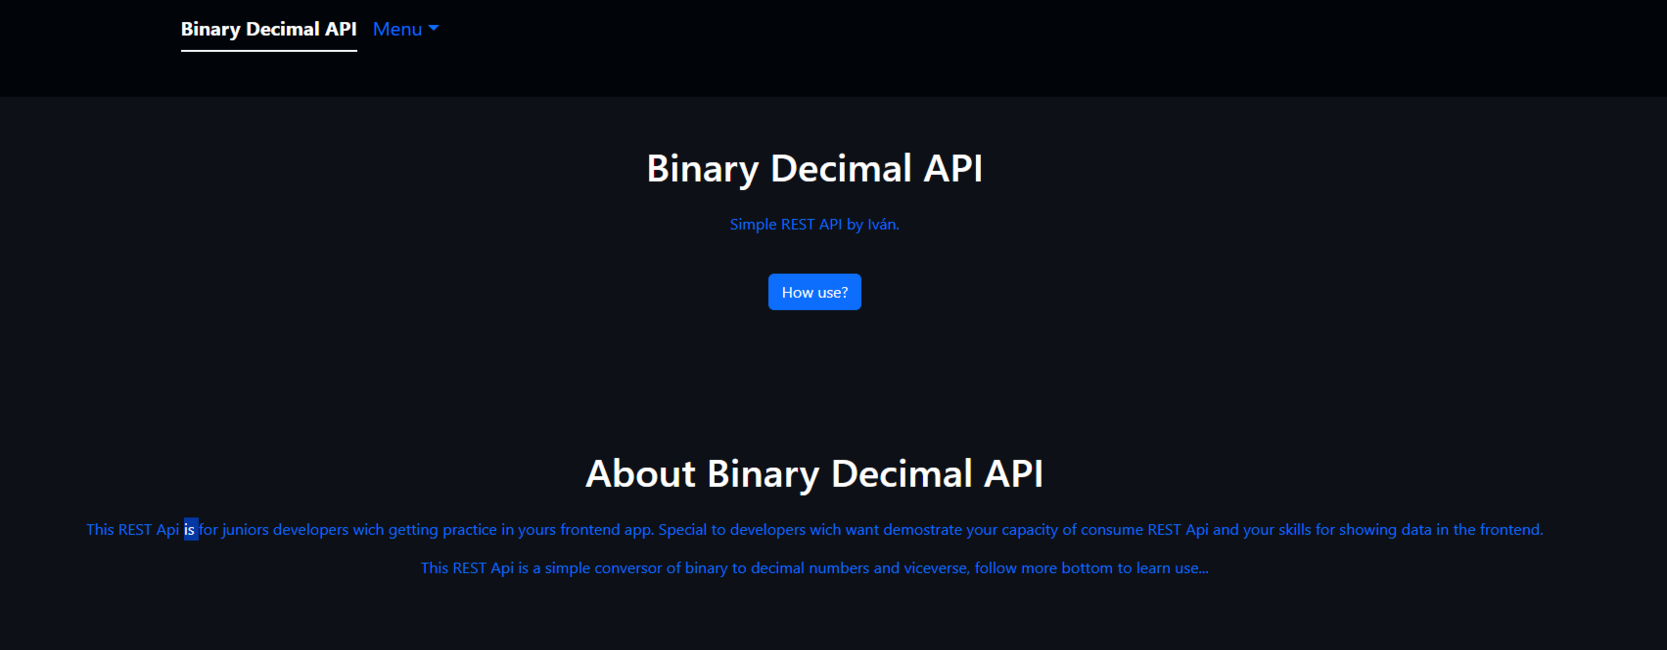 Binary Decimal API Menu
Binary Decimal API
Simple REST API by Iván.
How use?
About Binary Decimal API
This REST Api is for juniors developers wich getting practice in yours frontend app. Special to developers wich want demostrate your capacity of consume REST Api and your skills for showing data in the frontend.
This REST Api is a simple conversor of binary to decimal numbers and viceverse, follow more bottom to learn use...